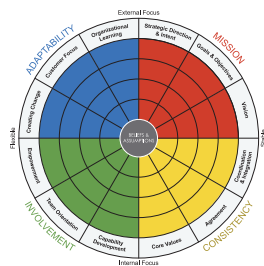 External Focus
ADAPTABILITY
MISSION
Creating Change
Customer Focus
Organizational
Learning
Strategic Direction
& Intent
Goals & Objectives
Vision
Flexible
BELIEFS &
ASSUMPTIONS
Empowerment
Team Orientation
Capability
Development
Core Values
Agreement
Coordination
& Integration
INVOLVEMENT
CONSISTENCY
Internal Focus